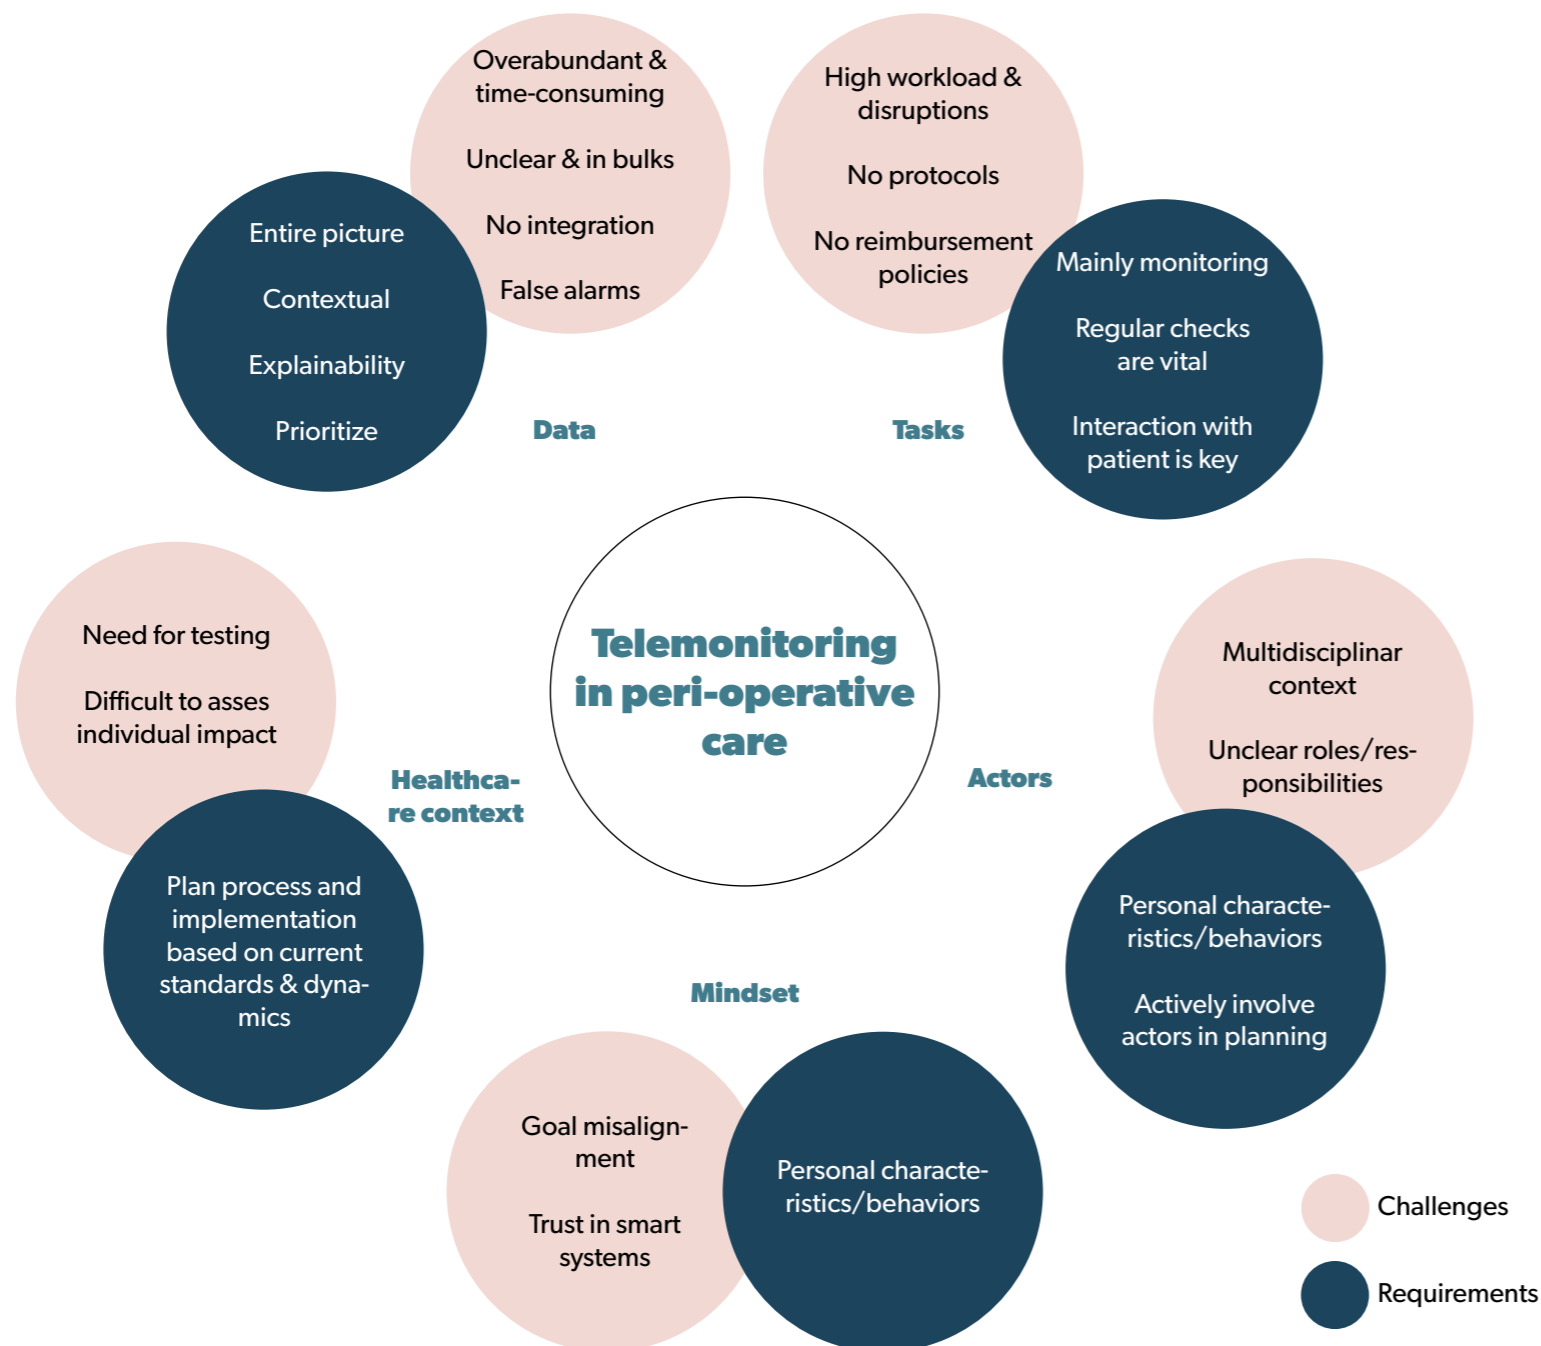 Overabundant &
time-consuming
Unclear & in bulks
No integration
False alarms
High workload &
disruptions
No protocols
No reimbursement
policies
Entire picture
Contextual
Explainability
Prioritize
Mainly monitoring
Regular checks
are vital
Interaction with
patient is key
Data
Tasks
Need for testing
Difficult to asses
individual impact
Telemonitoring
in peri-operative
care
Multidisciplinar
context
Unclear roles/res-
ponsibilities
Healthca-
re context
Actors
Plan process and
implementation
based on current
standards & dyna-
mics
Personal characte-
ristics/behaviors
Actively involve
actors in planning
Mindset
Goal misalign-
ment
Trust in smart
systems
Personal characte-
ristics/behaviors
Challenges
Requirements